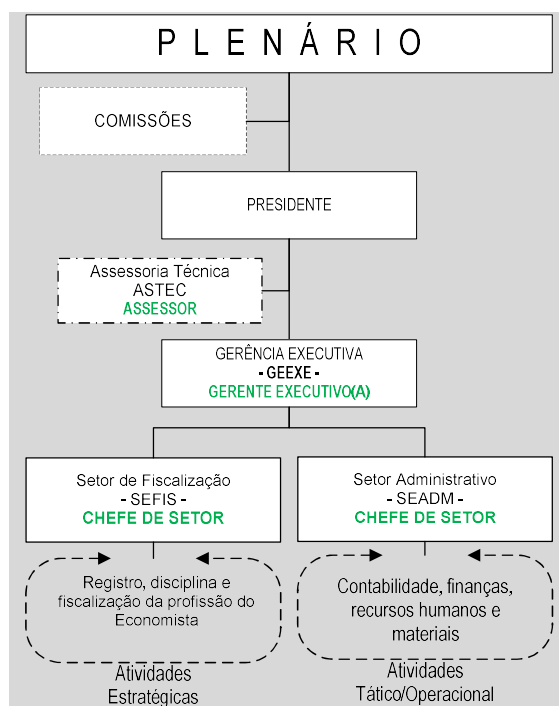 PLENÁRIO
COMISSÕES
PRESIDENTE
Assessoria Técnica
ASTEC
ASSESSOR
GERÊNCIA EXECUTIVA
- GEEXE -
GERENTE EXECUTIVO(A)
Setor de Fiscalização
- SEFIS -
CHEFE DE SETOR
Setor Administrativo
- SEADM -
CHEFE DE SETOR
Registro, disciplina e
fiscalização da profissão do
Economista
Contabilidade, finanças,
recursos humanos e
materiais
Atividades
Estratégicas
Atividades
Tático/Operacional